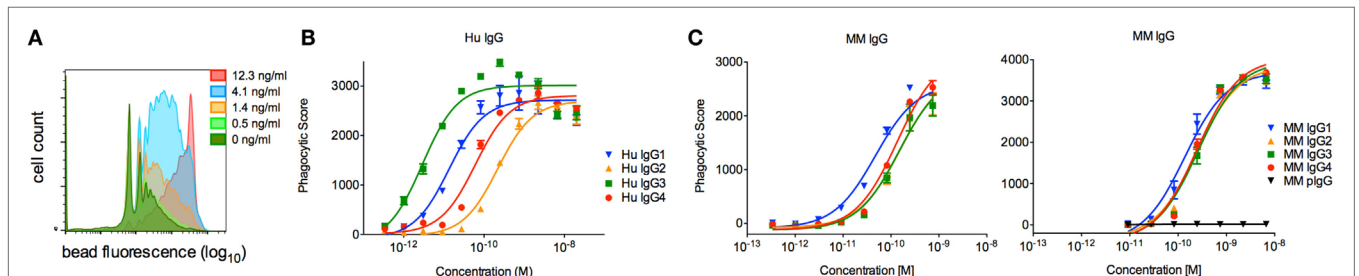 A
12.3 ng/ml
4.1 ng/ml
1.4 ng/ml
0.5 ng/ml
0 ng/ml
cell count
bead fluorescence (log10)
B
Hu IgG
Phagocytic Score
3000
2000
1000
0
10-12
10-10
10-8
Concentration (M)
Hu IgG1
Hu IgG2
Hu IgG3
Hu IgG4
C
MM IgG
Phagocytic Score
3000
2000
1000
0
10-13
10-12
10-11
10-10
10-9
10-8
Concentration [M]
MM IgG
4000
3000
2000
1000
0
10-13
10-12
10-11
10-10
10-9
10-8
Concentration [M]
MM IgG1
MM IgG2
MM IgG3
MM IgG4
MM pIgG